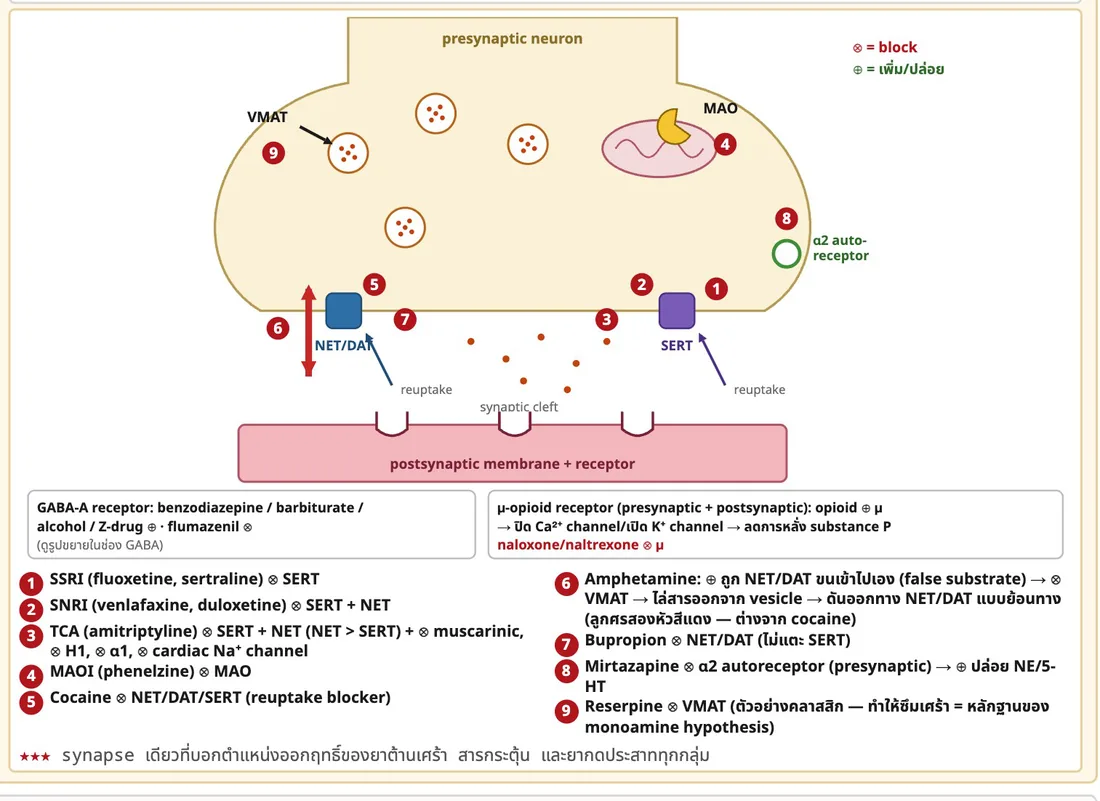 presynaptic neuron
⊗ = block
⊕ = เพิ่ม/ปล่อย
VMAT
MAO
9
4
8
α2 auto-
receptor
5
2
1
6
7
3
NET/DAT
SERT
reuptake
reuptake
synaptic cleft
postsynaptic membrane + receptor
GABA-A receptor: benzodiazepine / barbiturate /
alcohol / Z-drug ⊕ · flumazenil ⊗
(ดูรูปขยายในช่อง GABA)
μ-opioid receptor (presynaptic + postsynaptic): opioid ⊕ μ
→ ปิด Ca²⁺ channel/เปิด K⁺ channel → ลดการหลั่ง substance P
naloxone/naltrexone ⊗ μ
1 SSRI (fluoxetine, sertraline) ⊗ SERT
2 SNRI (venlafaxine, duloxetine) ⊗ SERT + NET
3 TCA (amitriptyline) ⊗ SERT + NET (NET > SERT) + ⊗ muscarinic,
⊗ H1, ⊗ α1, ⊗ cardiac Na⁺ channel
4 MAOI (phenelzine) ⊗ MAO
5 Cocaine ⊗ NET/DAT/SERT (reuptake blocker)
6 Amphetamine: ⊕ ถูก NET/DAT ขนเข้าไปเอง (false substrate) → ⊗
VMAT → ไล่สารออกจาก vesicle → ดันออกทาง NET/DAT แบบย้อนทาง
(ลูกศรสองหัวสีแดง — ต่างจาก cocaine)
7 Bupropion ⊗ NET/DAT (ไม่แตะ SERT)
8 Mirtazapine ⊗ α2 autoreceptor (presynaptic) → ⊕ ปล่อย NE/5-
HT
9 Reserpine ⊗ VMAT (ตัวอย่างคลาสสิก — ทำให้ซึมเศร้า = หลักฐานของ
monoamine hypothesis)
★★★ synapse เดียวที่บอกตำแหน่งออกฤทธิ์ของยาต้านเศร้า สารกระตุ้น และยากดประสาททุกกลุ่ม